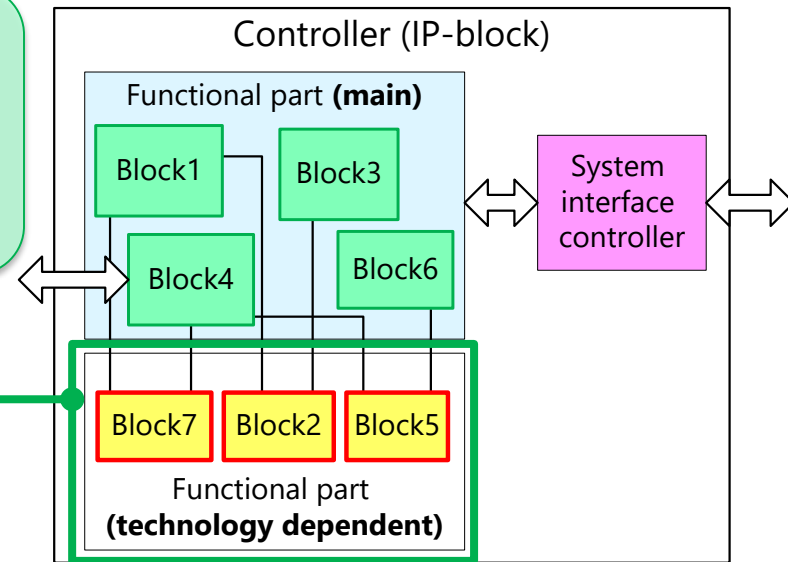 Controller (IP-block)
Functional part (main)
Block1
Block3
Block4
Block6
System
interface
controller
Block7
Block2
Block5
Functional part
(technology dependent)